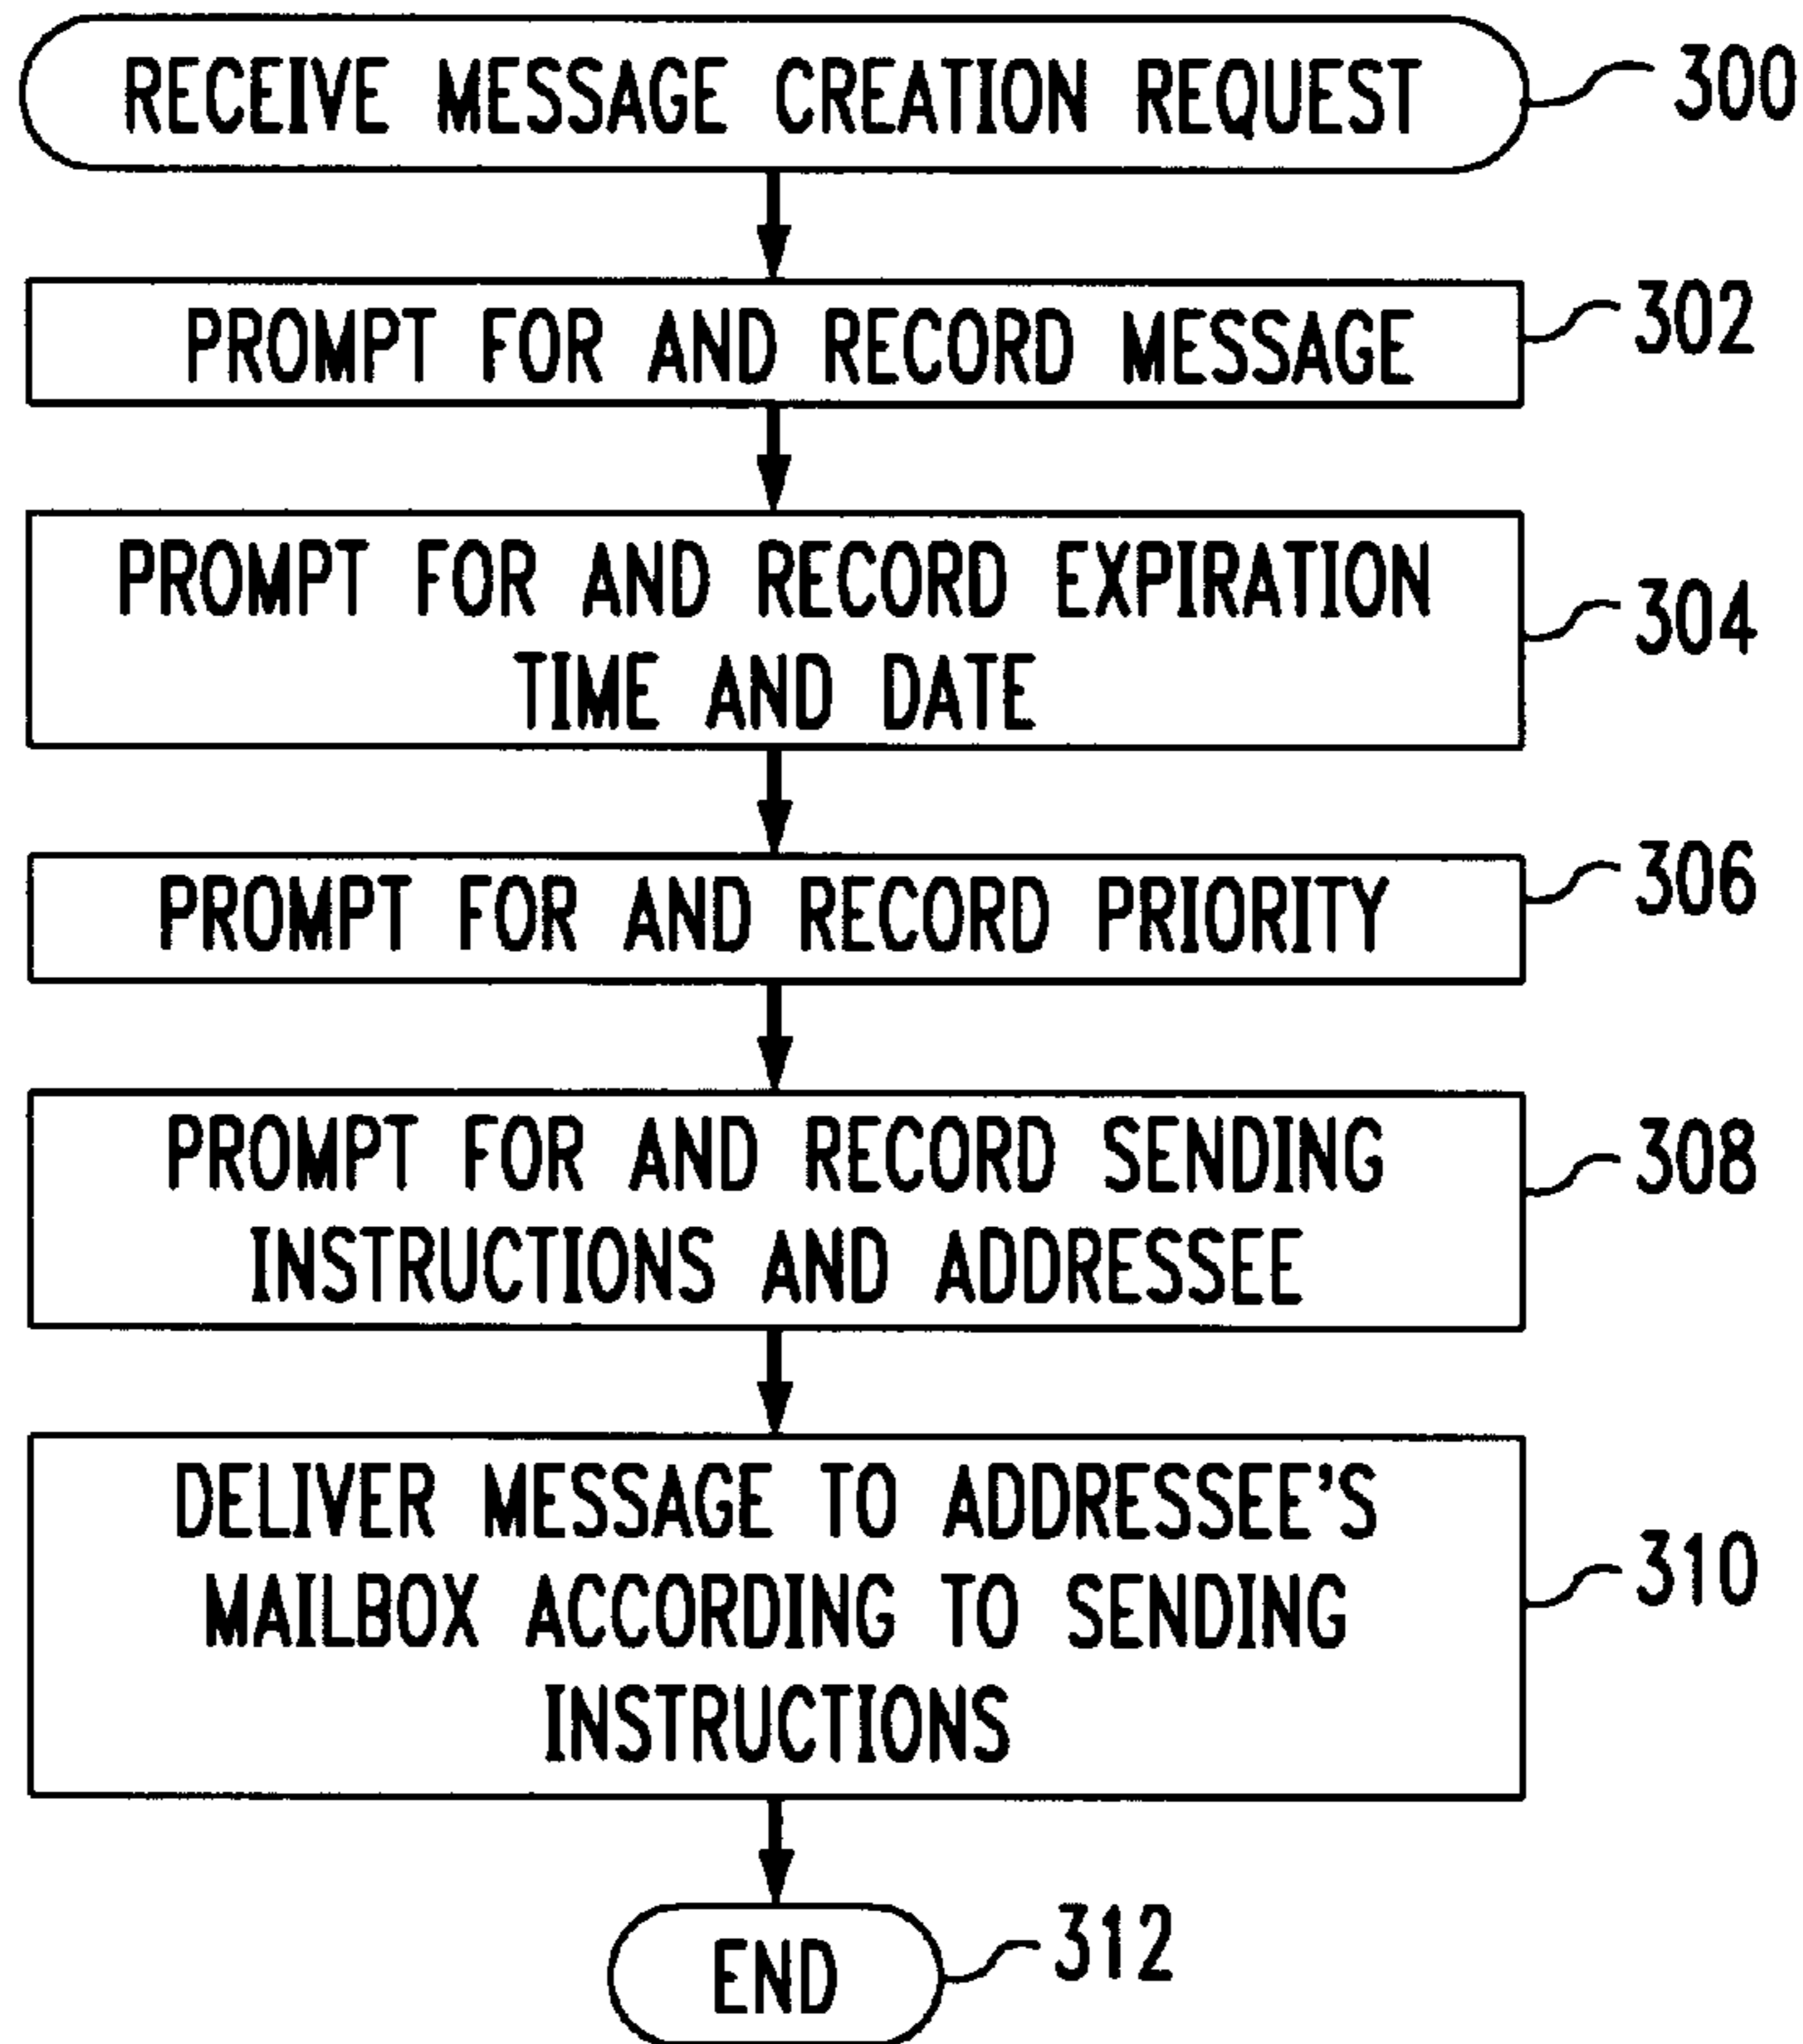 RECEIVE MESSAGE CREATION REQUEST
300
PROMPT FOR AND RECORD MESSAGE
302
PROMPT FOR AND RECORD EXPIRATION
TIME AND DATE
304
PROMPT FOR AND RECORD PRIORITY
306
PROMPT FOR AND RECORD SENDING
INSTRUCTIONS AND ADDRESSEE
308
DELIVER MESSAGE TO ADDRESSEE'S
MAILBOX ACCORDING TO SENDING
INSTRUCTIONS
310
END
312